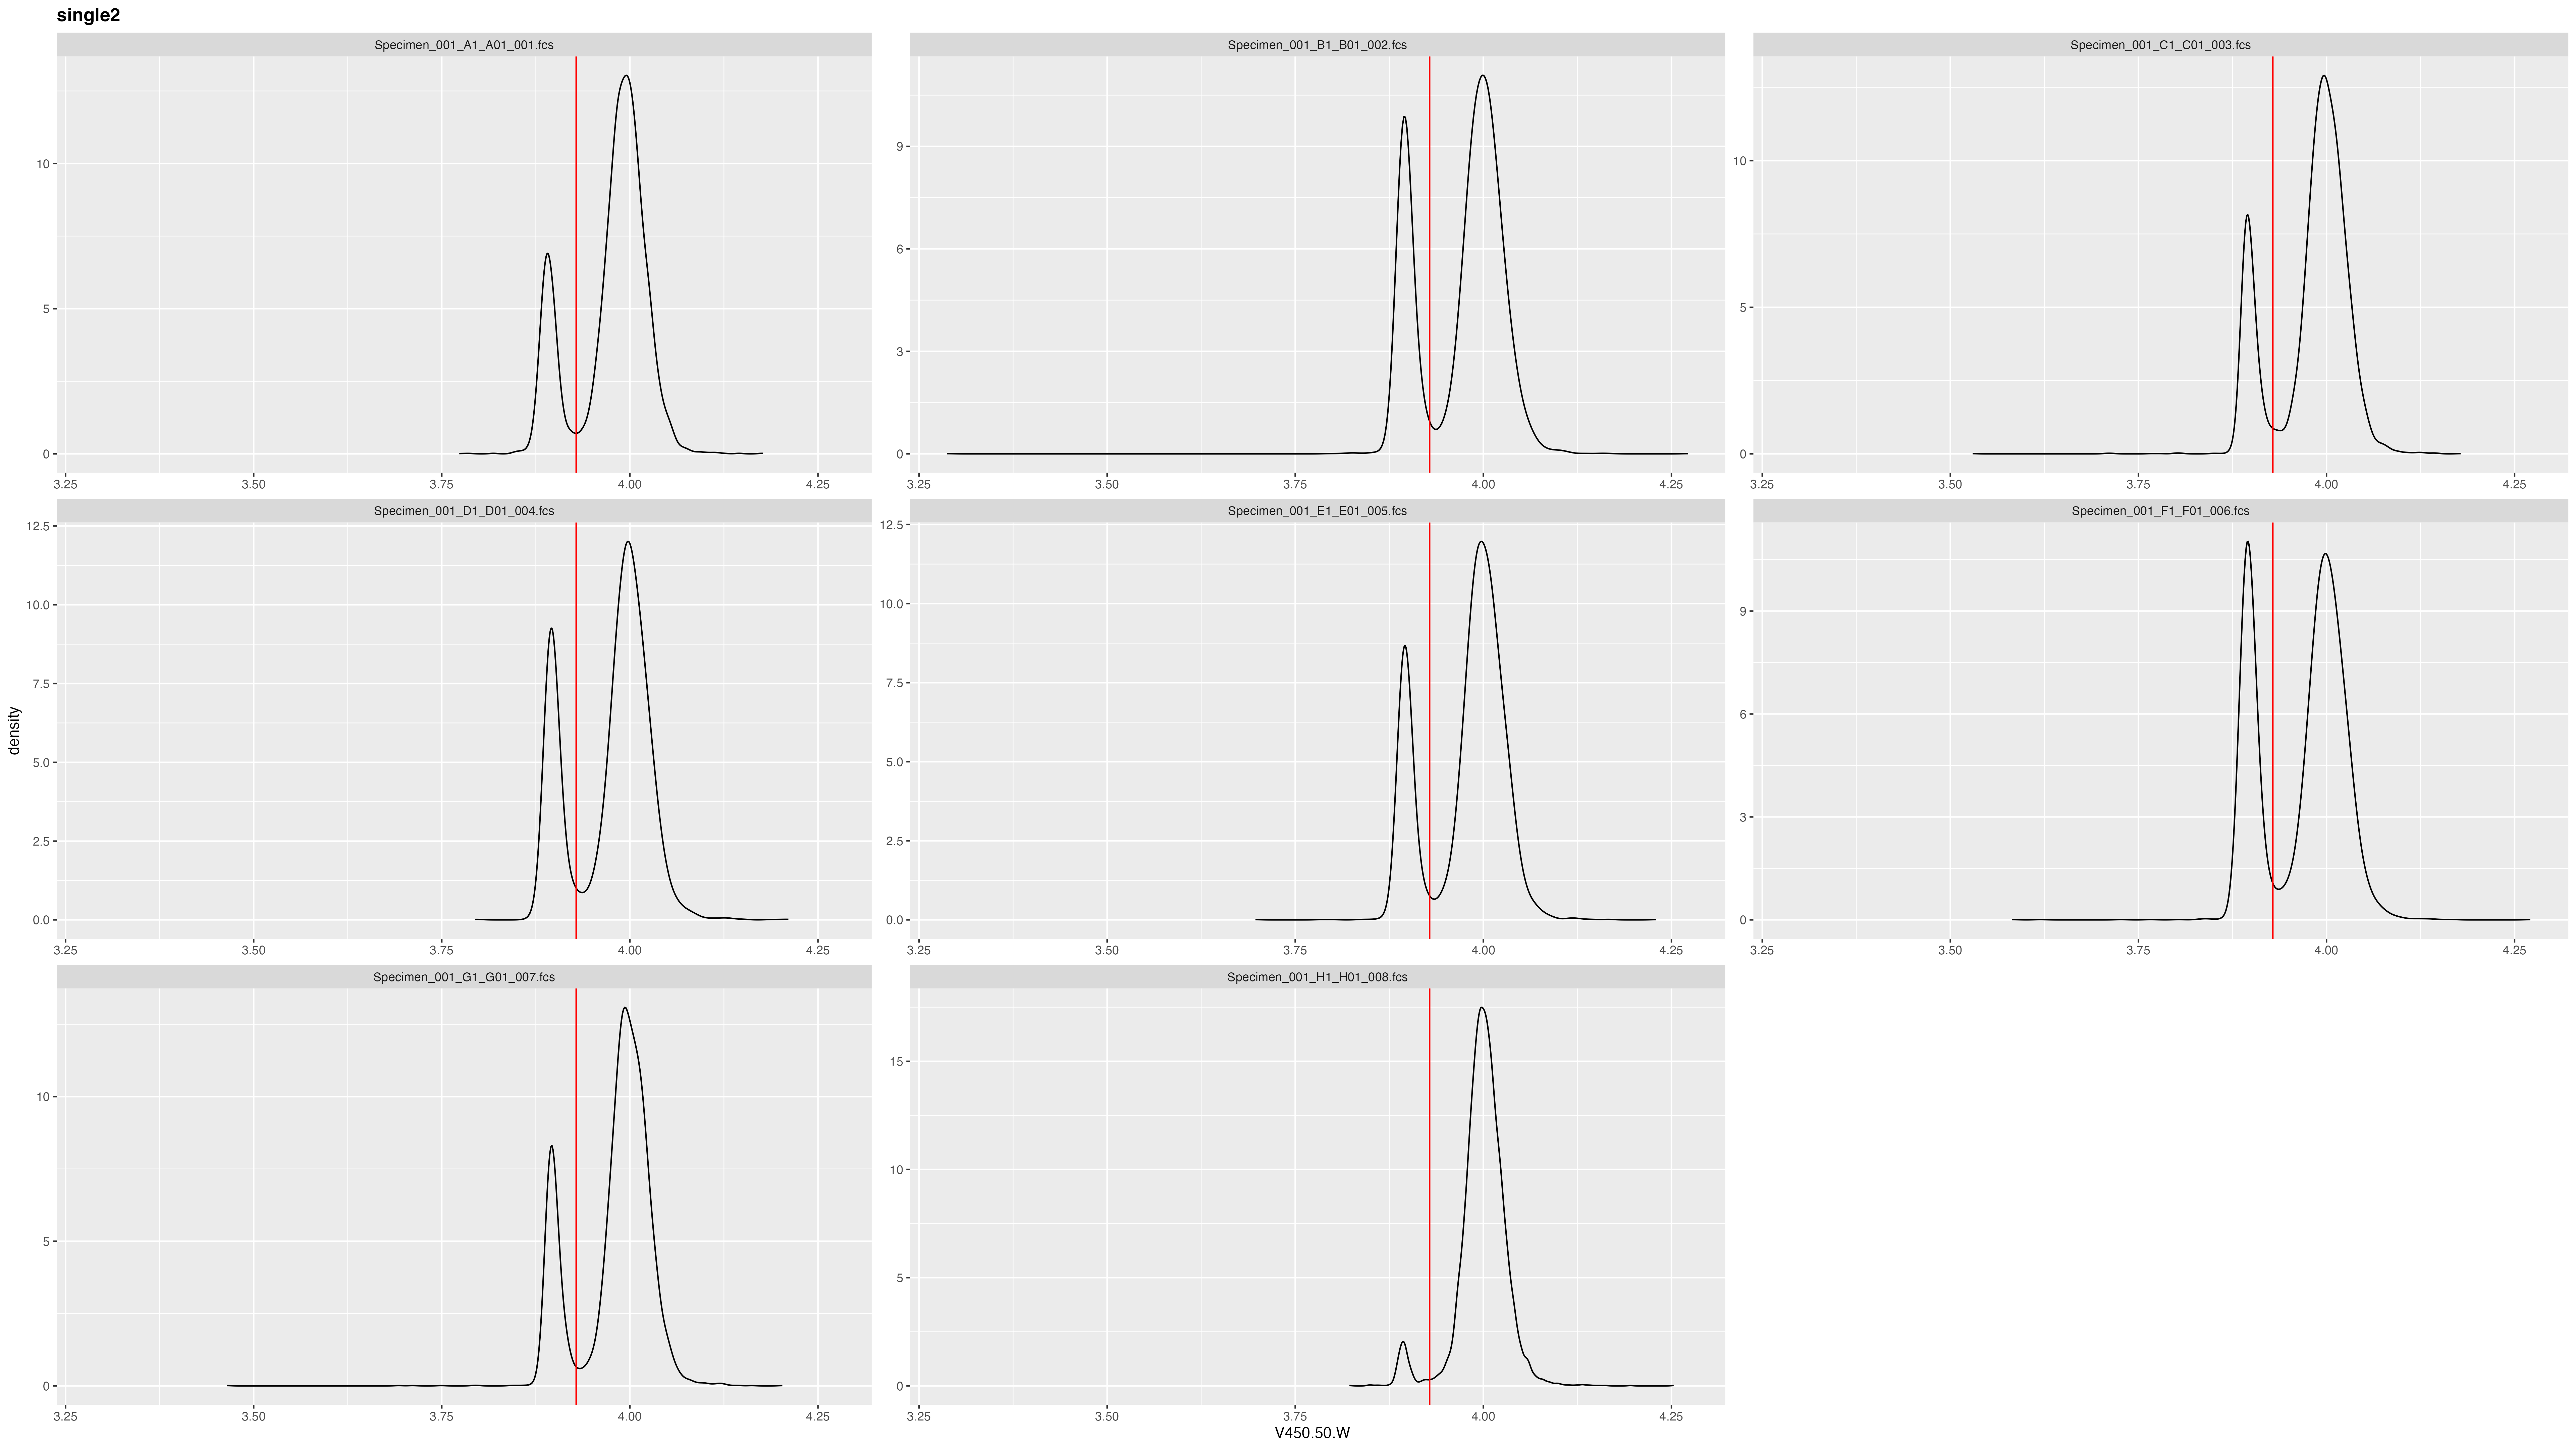 single2
Specimen_001_A1_A01_001.fcs
Specimen_001_B1_B01_002.fcs
Specimen_001_C1_C01_003.fcs
10
5
0
9
6
3
0
10
5
0
3.25 3.50 3.75 4.00 4.25
3.25 3.50 3.75 4.00 4.25
3.25 3.50 3.75 4.00 4.25
Specimen_001_D1_D01_004.fcs
Specimen_001_E1_E01_005.fcs
Specimen_001_F1_F01_006.fcs
12.5
10.0
7.5
5.0
2.5
0.0
12.5
10.0
7.5
5.0
2.5
0.0
9
6
3
0
3.25 3.50 3.75 4.00 4.25
3.25 3.50 3.75 4.00 4.25
3.25 3.50 3.75 4.00 4.25
density
Specimen_001_G1_G01_007.fcs
Specimen_001_H1_H01_008.fcs
10
5
0
15
10
5
0
3.25 3.50 3.75 4.00 4.25
3.25 3.50 3.75 4.00 4.25
V450.50.W